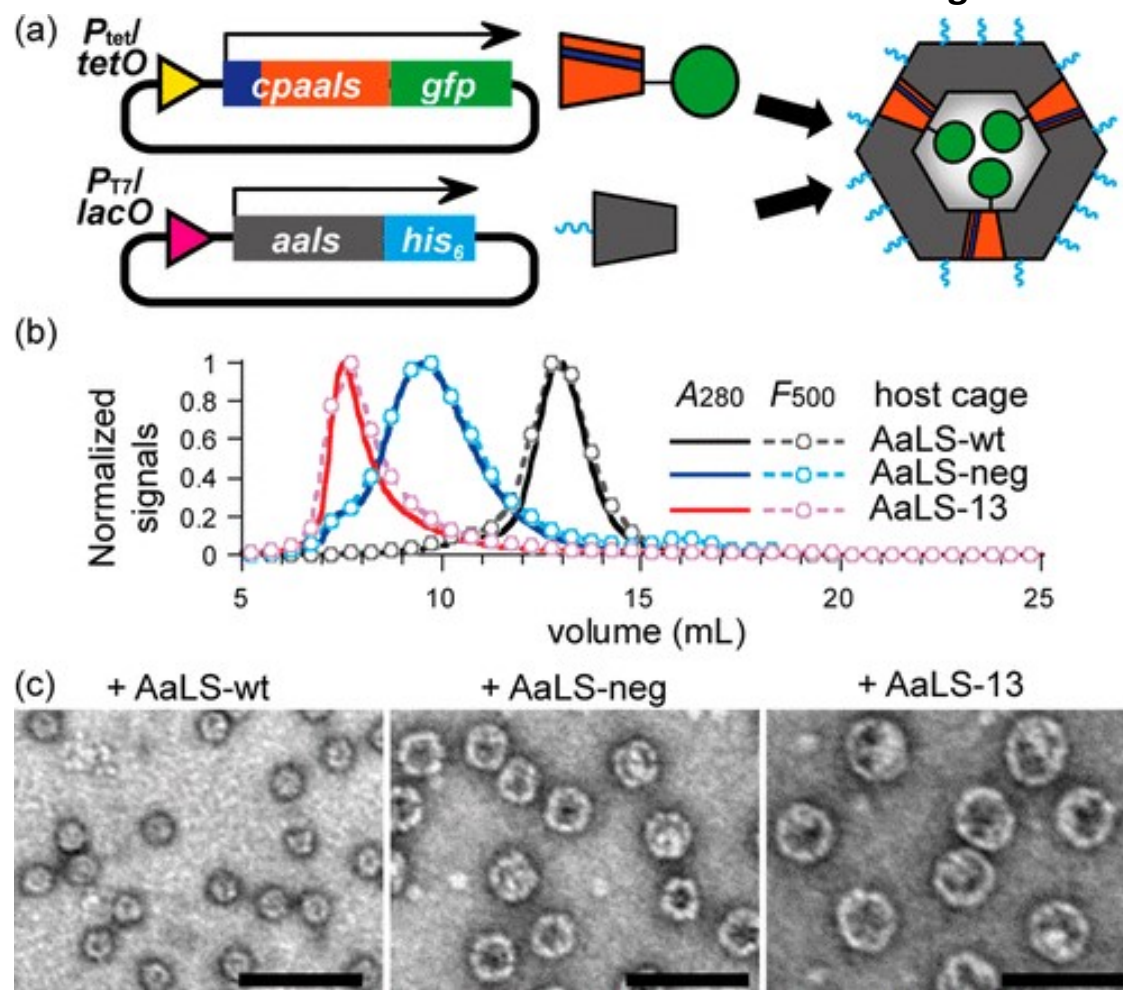 (a)
Ptet/
tetO
cpaals gfp
PT7/
lacO
aals his6
(b)
Normalized
signals
1
0.8
0.6
0.4
0.2
0
5 10 15 20 25
volume (mL)
A280 F500 host cage
AaLS-wt
AaLS-neg
AaLS-13
(c)
+ AaLS-wt + AaLS-neg + AaLS-13